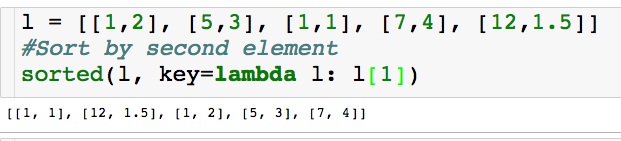 l = [[1,2], [5,3], [1,1], [7,4], [12,1.5]]
#Sort by second element
sorted(l, key=lambda l: l[1])
[[1, 1], [12, 1.5], [1, 2], [5, 3], [7, 4]]